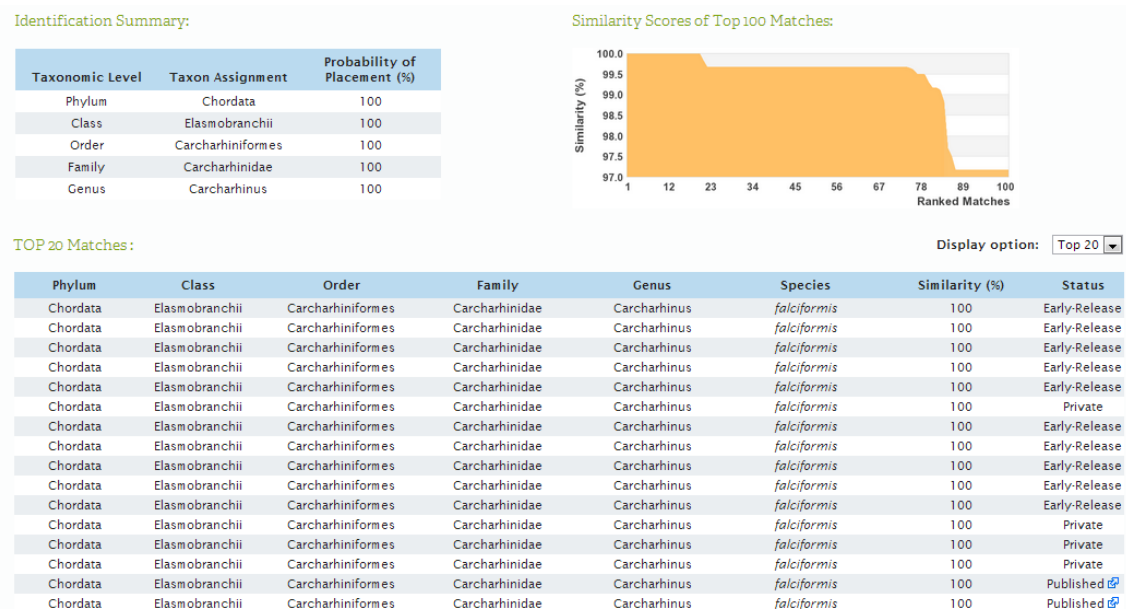 Identification Summary:
Similarity Scores of Top 100 Matches:
Taxonomic Level Taxon Assignment Probability of Placement (%)
Phylum Chordata 100
Class Elasmobranchii 100
Order Carcharhiniformes 100
Family Carcharhinidae 100
Genus Carcharhinus 100
Similarity (%)
100.0
99.5
99.0
98.5
98.0
97.5
97.0
1 12 23 34 45 56 67 78 89 100
Ranked Matches
TOP 20 Matches :
Display option: Top 20
Phylum Class Order Family Genus Species Similarity (%) Status
Chordata Elasmobranchii Carcharhiniformes Carcharhinidae Carcharhinus falciformis 100 Early-Release
Chordata Elasmobranchii Carcharhiniformes Carcharhinidae Carcharhinus falciformis 100 Early-Release
Chordata Elasmobranchii Carcharhiniformes Carcharhinidae Carcharhinus falciformis 100 Early-Release
Chordata Elasmobranchii Carcharhiniformes Carcharhinidae Carcharhinus falciformis 100 Early-Release
Chordata Elasmobranchii Carcharhiniformes Carcharhinidae Carcharhinus falciformis 100 Early-Release
Chordata Elasmobranchii Carcharhiniformes Carcharhinidae Carcharhinus falciformis 100 Private
Chordata Elasmobranchii Carcharhiniformes Carcharhinidae Carcharhinus falciformis 100 Early-Release
Chordata Elasmobranchii Carcharhiniformes Carcharhinidae Carcharhinus falciformis 100 Early-Release
Chordata Elasmobranchii Carcharhiniformes Carcharhinidae Carcharhinus falciformis 100 Early-Release
Chordata Elasmobranchii Carcharhiniformes Carcharhinidae Carcharhinus falciformis 100 Early-Release
Chordata Elasmobranchii Carcharhiniformes Carcharhinidae Carcharhinus falciformis 100 Early-Release
Chordata Elasmobranchii Carcharhiniformes Carcharhinidae Carcharhinus falciformis 100 Private
Chordata Elasmobranchii Carcharhiniformes Carcharhinidae Carcharhinus falciformis 100 Private
Chordata Elasmobranchii Carcharhiniformes Carcharhinidae Carcharhinus falciformis 100 Private
Chordata Elasmobranchii Carcharhiniformes Carcharhinidae Carcharhinus falciformis 100 Published
Chordata Elasmobranchii Carcharhiniformes Carcharhinidae Carcharhinus falciformis 100 Published